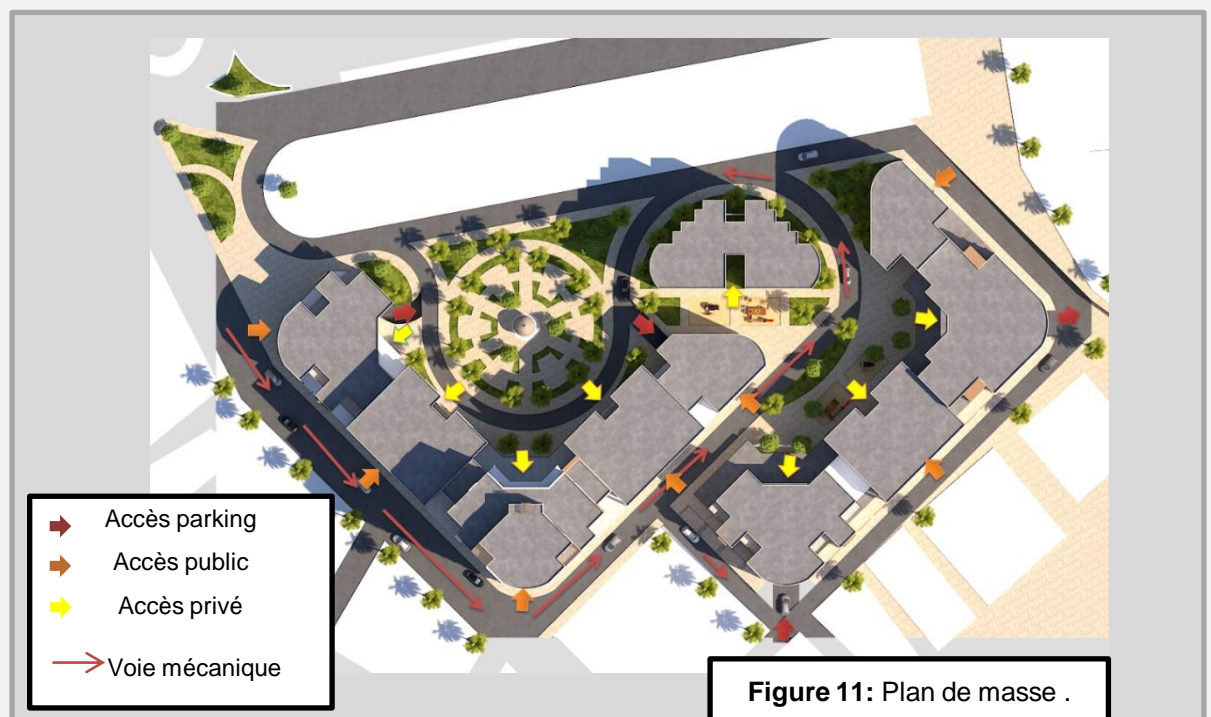 Accès parking
Accès public
Accès privé
Voie mécanique
Figure 11: Plan de masse .